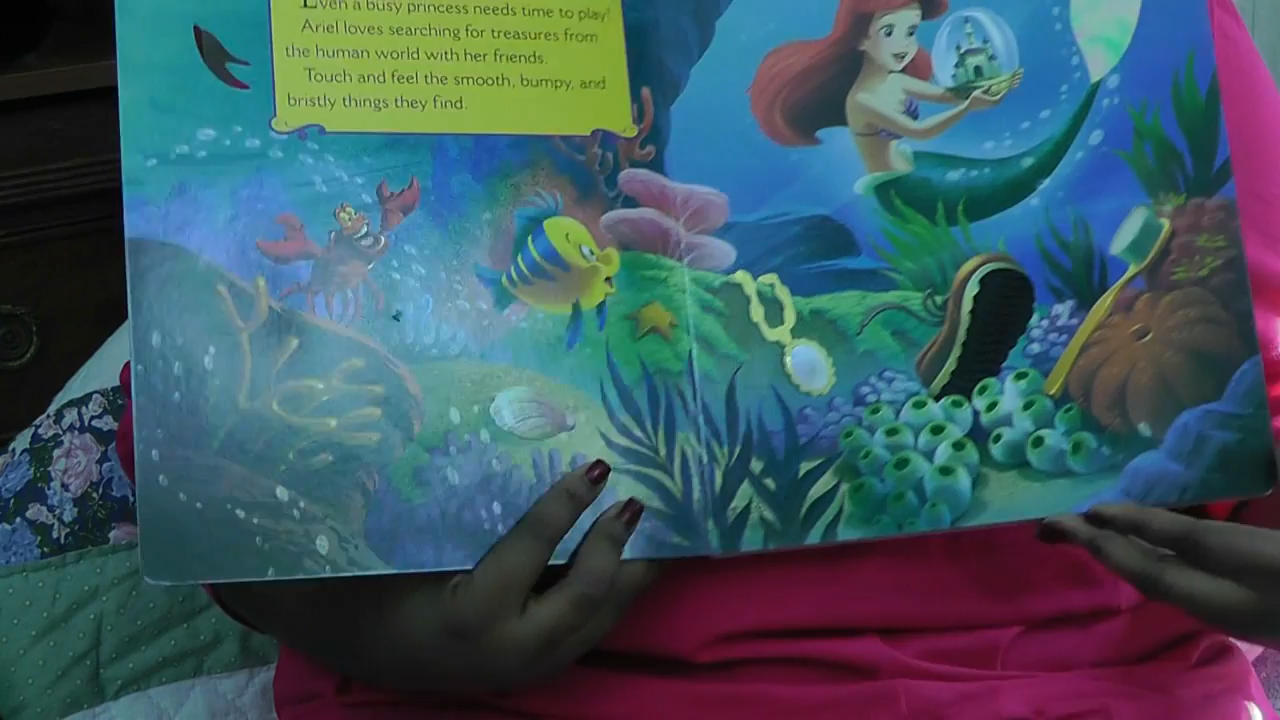 Even a busy princess needs time to play!
Ariel loves searching for treasures from
the human world with her friends.
Touch and feel the smooth, bumpy, and
bristly things they find.